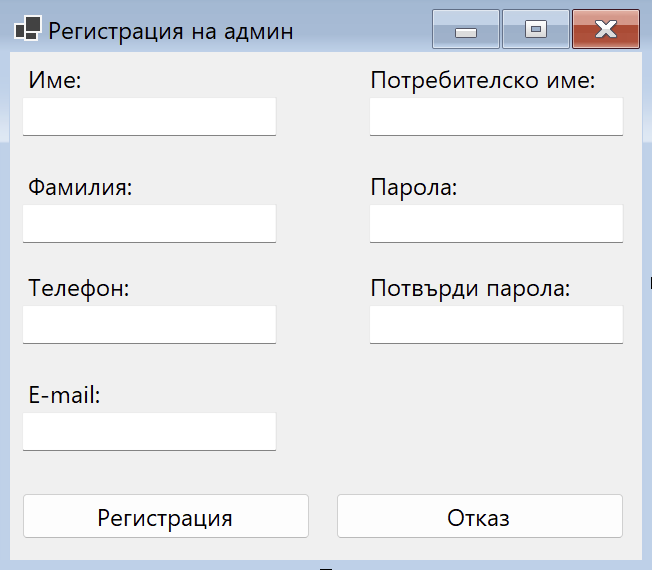 Регистрация на админ
Име:
Потребителско име:
Фамилия:
Парола:
Телефон:
Потвърди парола:
E-mail:
Регистрация
Отказ